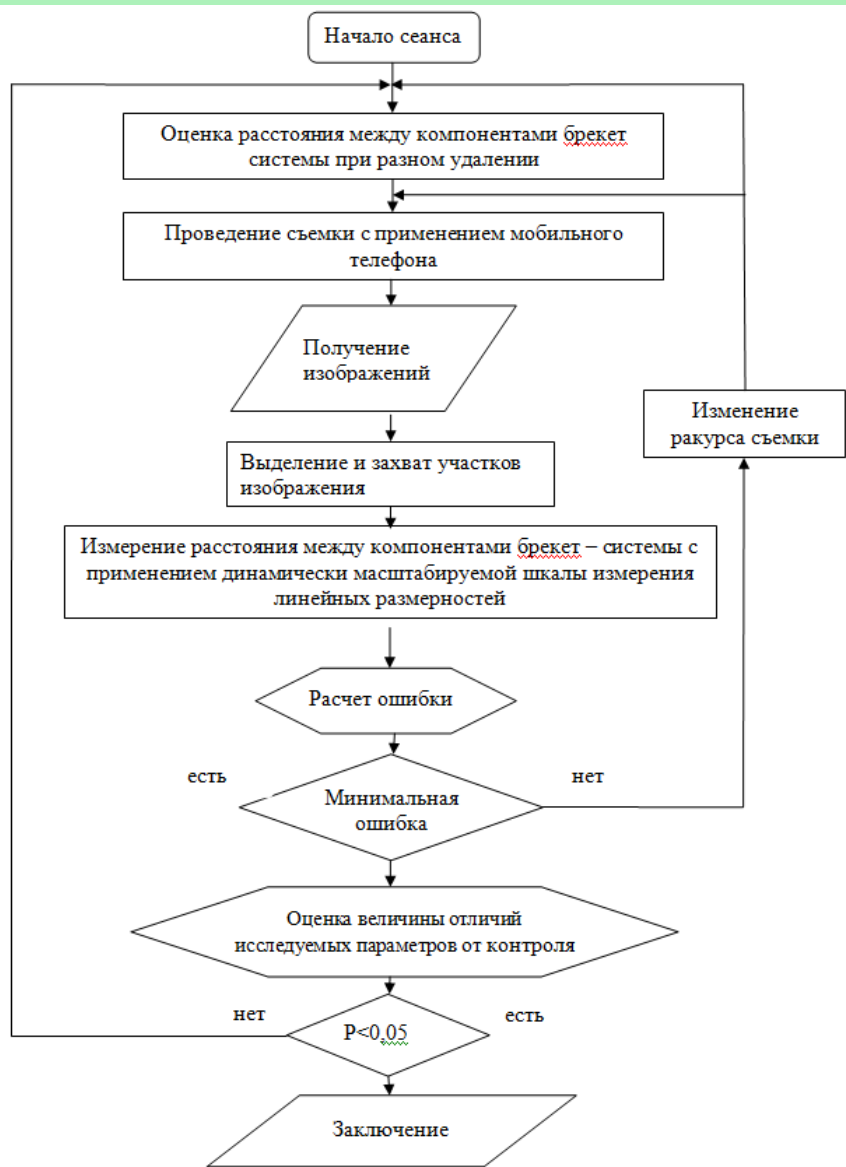 Начало сеанса
Оценка расстояния между компонентами брекет
системы при разном удалении
Проведение съемки с применением мобильного
телефона
Получение
изображений
Изменение
ракурса съемки
Выделение и захват участков
изображения
Измерение расстояния между компонентами брекет – системы с
применением динамически масштабируемой шкалы измерения
линейных размерностей
Расчет ошибки
есть
нет
Минимальная
ошибка
Оценка величины отличий
исследуемых параметров от контроля
нет
есть
P<0,05
Заключение